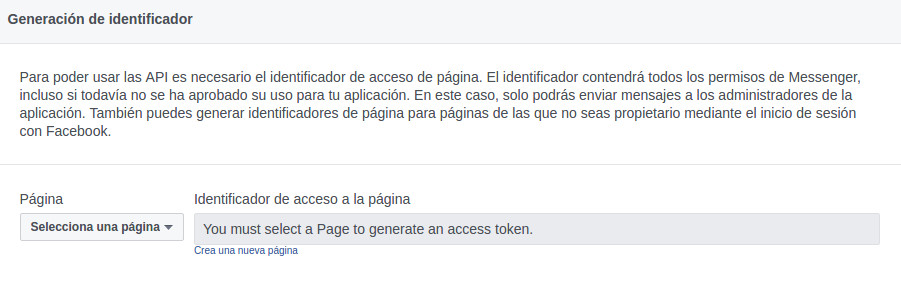 Generación de identificador
Para poder usar las API es necesario el identificador de acceso de página. El identificador contendrá todos los permisos de Messenger,
incluso si todavía no se ha aprobado su uso para tu aplicación. En este caso, solo podrás enviar mensajes a los administradores de la
aplicación. También puedes generar identificadores de página para páginas de las que no seas propietario mediante el inicio de sesión
con Facebook.
Página
Identificador de acceso a la página
Selecciona una página
You must select a Page to generate an access token.
Crea una nueva página